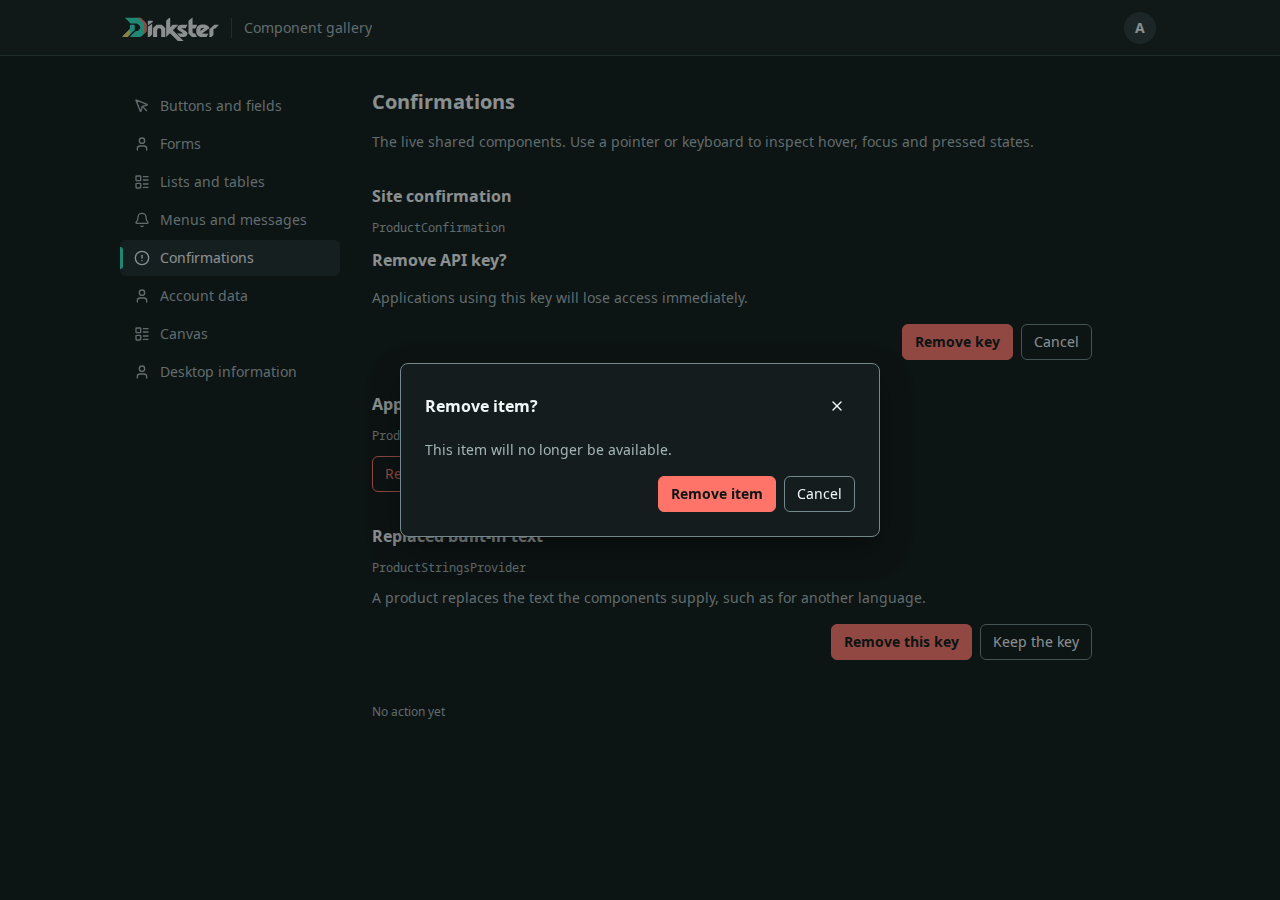 Dinkster
Component gallery
A
Buttons and fields
Forms
Lists and tables
Menus and messages
Confirmations
Account data
Canvas
Desktop information
Confirmations
The live shared components. Use a pointer or keyboard to inspect hover, focus and pressed states.
Site confirmation
ProductConfirmation
Remove API key?
Applications using this key will lose access immediately.
Remove key
Cancel
Remove item?
This item will no longer be available.
Remove item
Cancel
Replaced built-in text
ProductStringsProvider
A product replaces the text the components supply, such as for another language.
Remove this key
Keep the key
No action yet